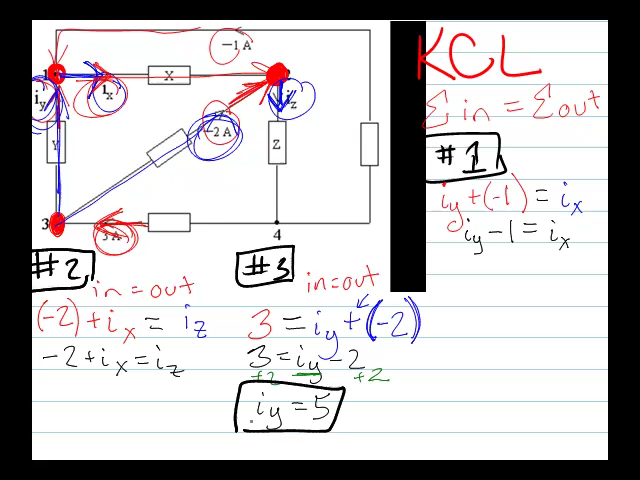 KCL
Σ in = Σ out
#1
iy + (-1) = ix
iy - 1 = ix
-1 A
1
X
ix
iy
iz
-2 A
Y
Z
3
3 A
4
#2
in = out
(-2) + ix = iz
-2 + ix = iz
#3
in = out
3 = iy + (-2)
3 = iy - 2
+2 +2
iy = 5